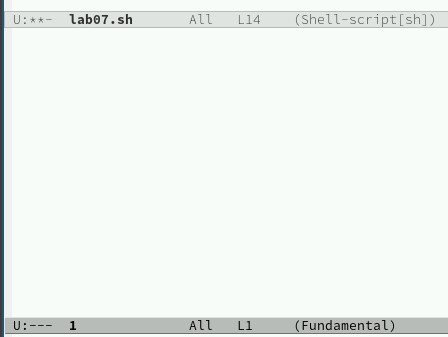 U:**-  lab07.sh       All   L14    (Shell-script[sh])
U:---  1              All   L1     (Fundamental)